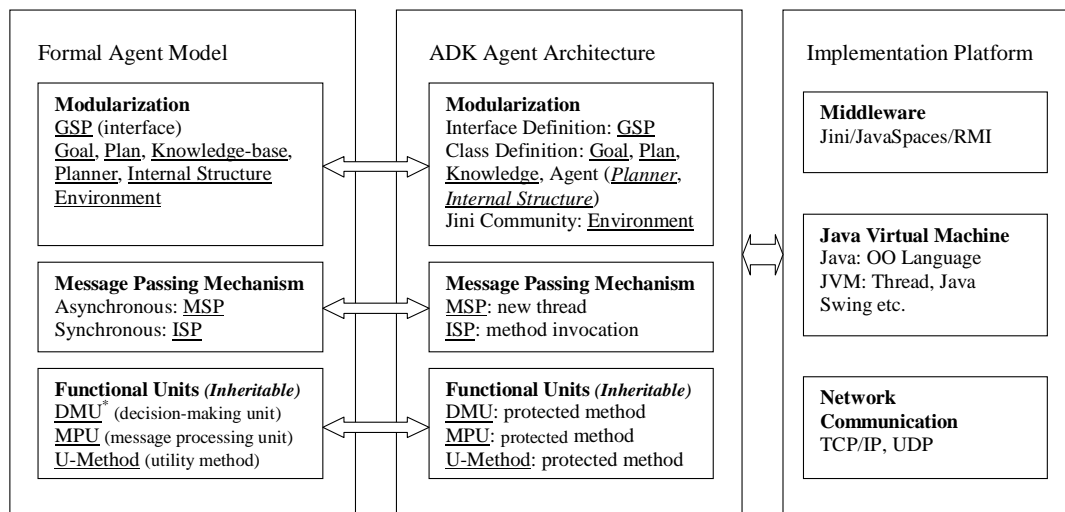 Formal Agent Model
Modularization
GSP (interface)
Goal, Plan, Knowledge-base,
Planner, Internal Structure
Environment
Message Passing Mechanism
Asynchronous: MSP
Synchronous: ISP
Functional Units (Inheritable)
DMU* (decision-making unit)
MPU (message processing unit)
U-Method (utility method)
ADK Agent Architecture
Modularization
Interface Definition: GSP
Class Definition: Goal, Plan,
Knowledge, Agent (Planner,
Internal Structure)
Jini Community: Environment
Message Passing Mechanism
MSP: new thread
ISP: method invocation
Functional Units (Inheritable)
DMU: protected method
MPU: protected method
U-Method: protected method
Implementation Platform
Middleware
Jini/JavaSpaces/RMI
Java Virtual Machine
Java: OO Language
JVM: Thread, Java
Swing etc.
Network
Communication
TCP/IP, UDP